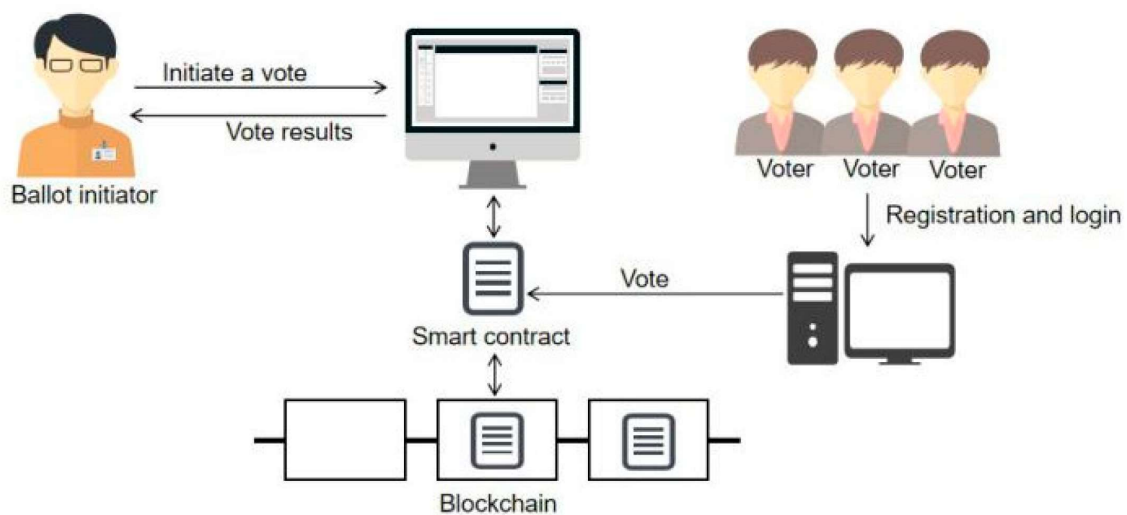 Initiate a vote
Vote results
Ballot initiator
Voter Voter Voter
Registration and login
Vote
Smart contract
Blockchain